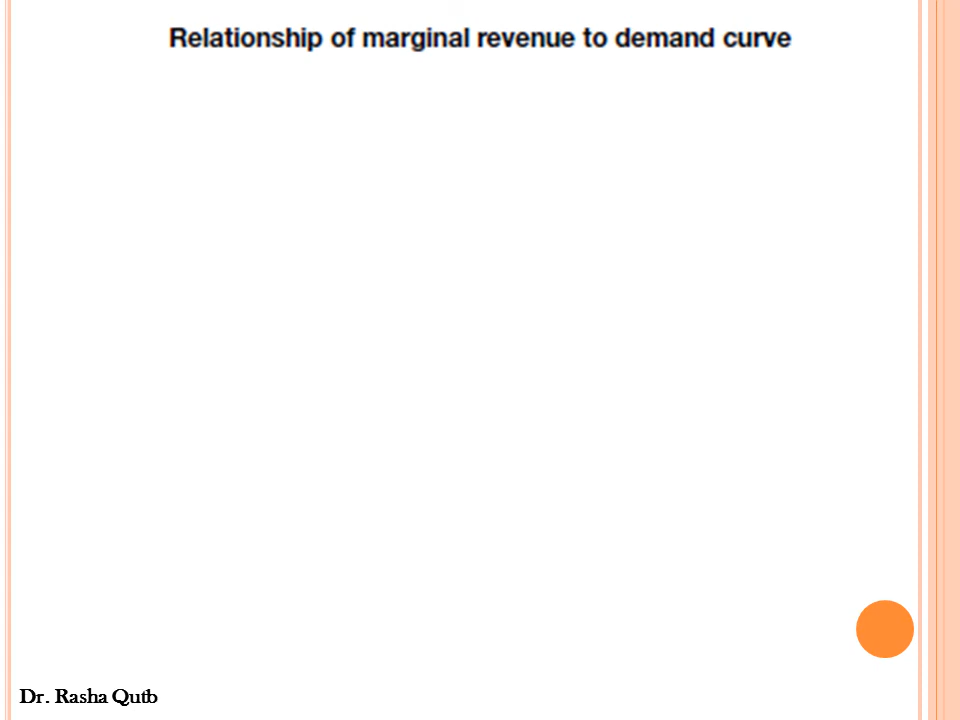 Relationship of marginal revenue to demand curve
Dr. Rasha Qutb